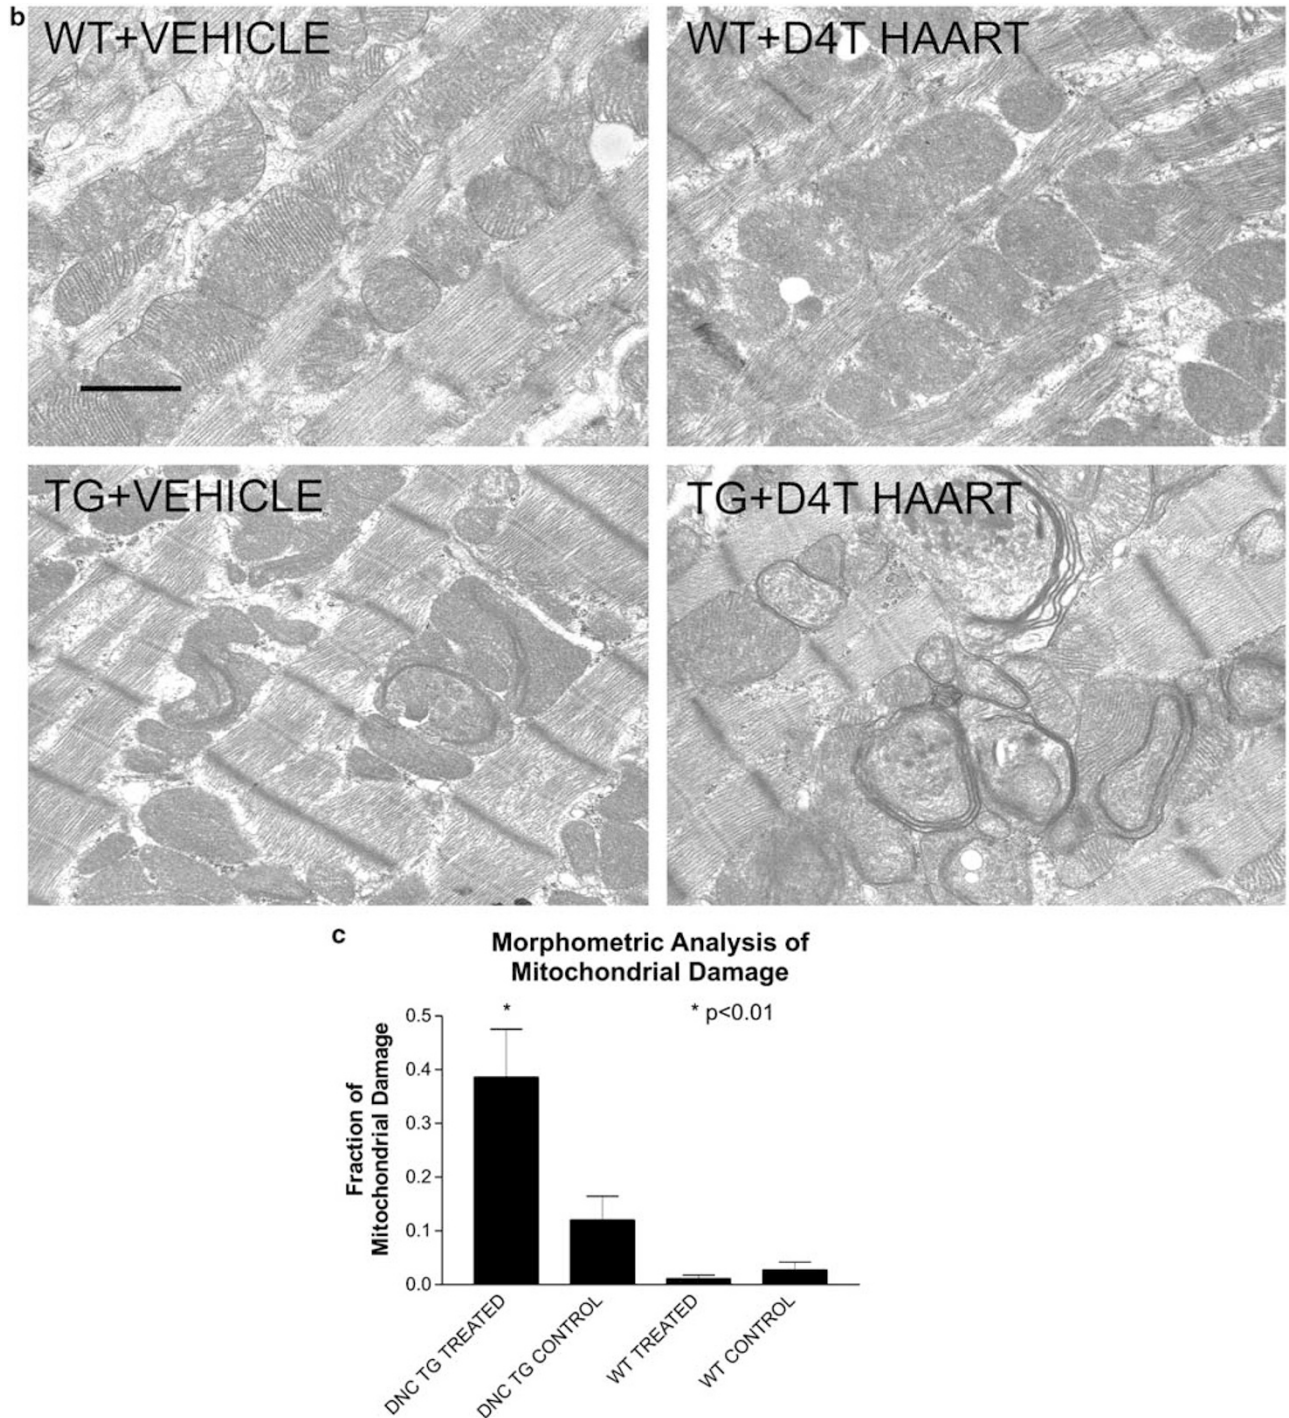 b
WT+VEHICLE
WT+D4T HAART
TG+VEHICLE
TG+D4T HAART
c
Morphometric Analysis of
Mitochondrial Damage
* * p<0.01
Fraction of
Mitochondrial Damage
0.5
0.4
0.3
0.2
0.1
0.0
DNC TG TREATED
DNC TG CONTROL
WT TREATED
WT CONTROL